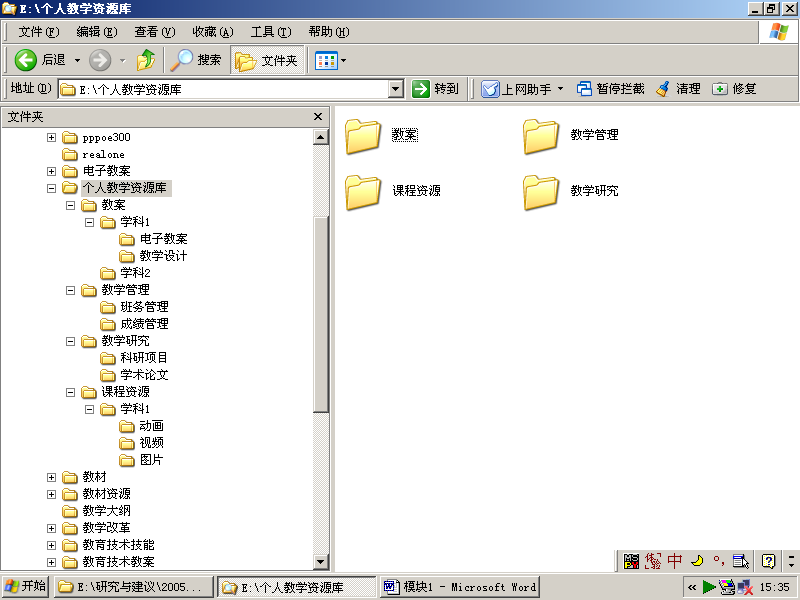 E:\个人教学资源库
文件(F) 编辑(E) 查看(V) 收藏(A) 工具(T) 帮助(H)
后退 搜索 文件夹
地址(D) E:\个人教学资源库 转到 上网助手 暂停拦截 清理 修复
文件夹
pppoe300
realone
电子教案
个人教学资源库
教案
学科1
电子教案
教学设计
学科2
教学管理
班务管理
成绩管理
教学研究
科研项目
学术论文
课程资源
学科1
动画
视频
图片
教材
教材资源
教学大纲
教学改革
教育技术技能
教育技术教案
教案 教学管理
课程资源 教学研究
中
开始 E:\研究与建议\2005... E:\个人教学资源库 模块1 - Microsoft Word 15:35